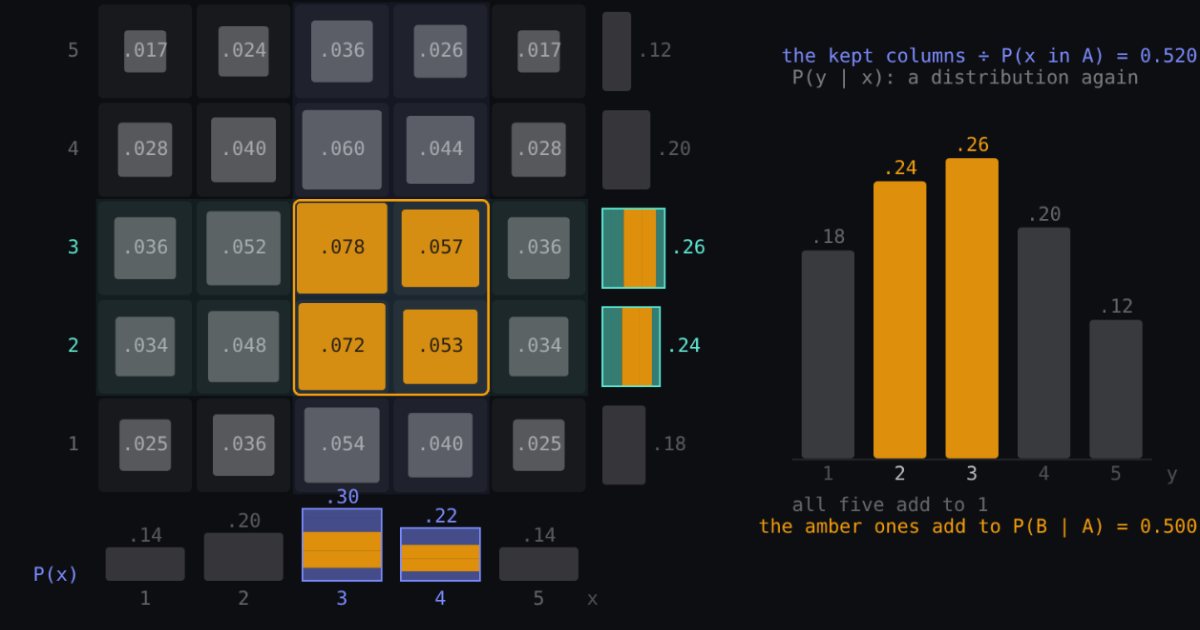 5 .017 .024 .036 .026 .017 .12
the kept columns ÷ P(x in A) = 0.520
P(y | x): a distribution again
4 .028 .040 .060 .044 .028 .20
3 .036 .052 .078 .057 .036 .26
2 .034 .048 .072 .053 .034 .24
1 .025 .036 .054 .040 .025 .18
.14 .20 .30 .22 .14
P(x)
1 2 3 4 5 x
.18 .24 .26 .20 .12
1 2 3 4 5 y
all five add to 1
the amber ones add to P(B | A) = 0.500